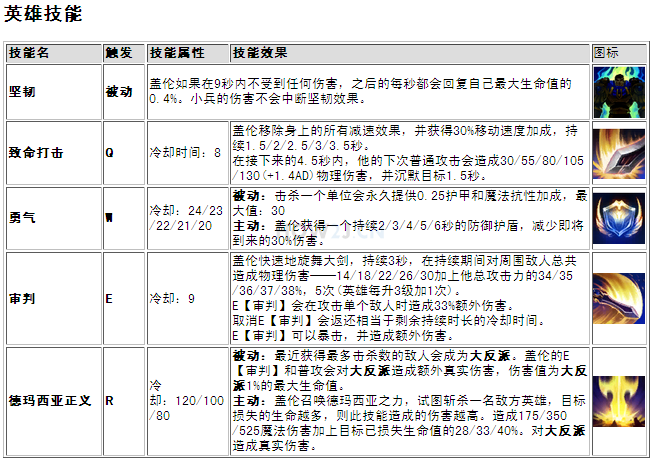 英雄技能
技能名 触发 技能属性 技能效果 图标
坚韧 被动 盖伦如果在9秒内不受到任何伤害，之后的每秒都会回复自己最大生命值的
0.4%。小兵的伤害不会中断坚韧效果。
致命打击 Q 冷却时间：8
盖伦移除身上的所有减速效果，并获得30%移动速度加成，持
续1.5/2/2.5/3/3.5秒。
在接下来的4.5秒内，他的下次普通攻击会造成30/55/80/105
/130(+1.4AD)物理伤害，并沉默目标1.5秒。
勇气 W 冷却：24/23
/22/21/20
被动：击杀一个单位会永久提供0.25护甲和魔法抗性加成，最
大值：30
主动：盖伦获得一个持续2/3/4/5/6秒的防御护盾，减少即将
到来的30%伤害。
审判 E 冷却：9
盖伦快速地旋舞大剑，持续3秒，在持续期间对周围敌人总共
造成物理伤害——14/18/22/26/30加上他总攻击力的34/35
/36/37/38%，5次(英雄每升3级加1次)。
E【审判】会在攻击单个敌人时造成33%额外伤害。
取消E【审判】会返还相当于剩余持续时长的冷却时间。
E【审判】可以暴击，并造成额外伤害。
德玛西亚正义 R 冷
却：120/100
/80
被动：最近获得最多击杀数的敌人会成为大反派。盖伦的E
【审判】和普攻会对大反派造成额外真实伤害，伤害值为大反
派1%的最大生命值。
主动：盖伦召唤德玛西亚之力，试图斩杀一名敌方英雄，目标
损失的生命越多，则此技能造成的伤害越高。造成175/350
/525魔法伤害加上目标已损失生命值的28/33/40%。对大反派
造成真实伤害。